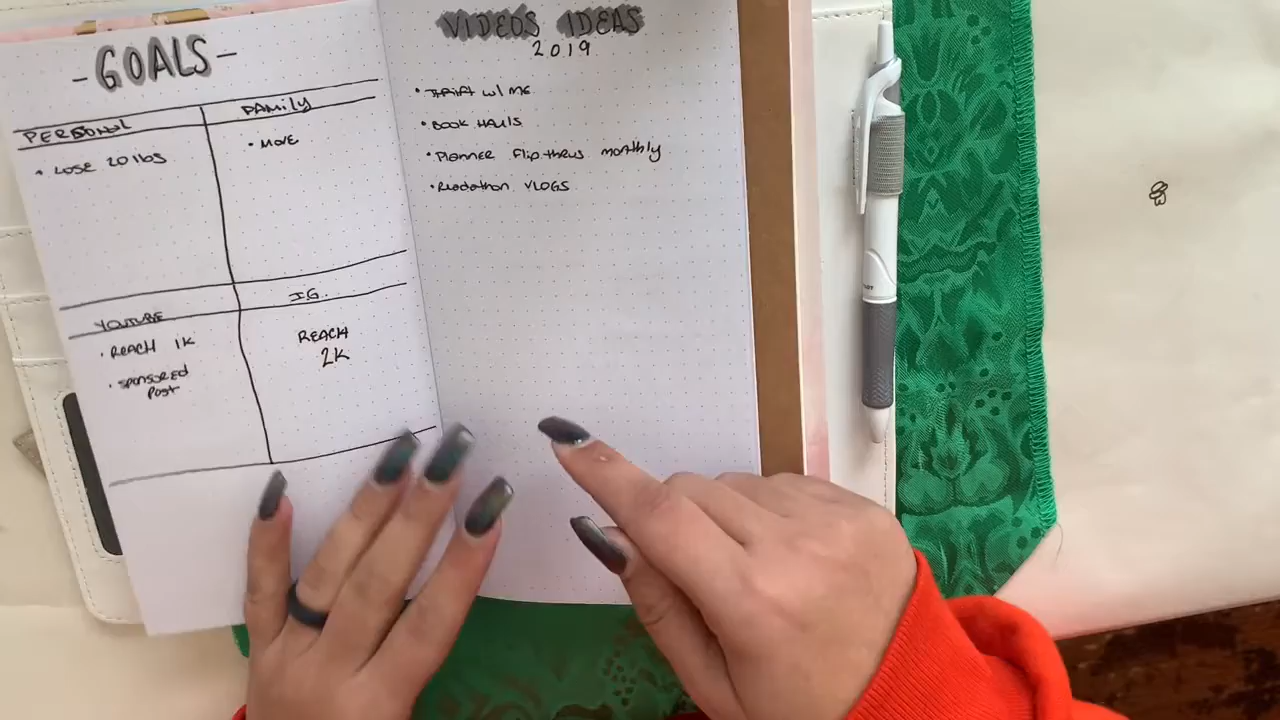 - GOALS -
PERSONAL
FAMILY
• LOSE 20 lbs
• MOVE
YOUTUBE
I.G.
• REACH 1K
• SPONSORED
Post
REACH
2K
VIDEOS IDEAS
2019
• Thrift w/ ME
• BOOK HAULS
• Planner Flip thrus monthly
• Readathon VLOGS